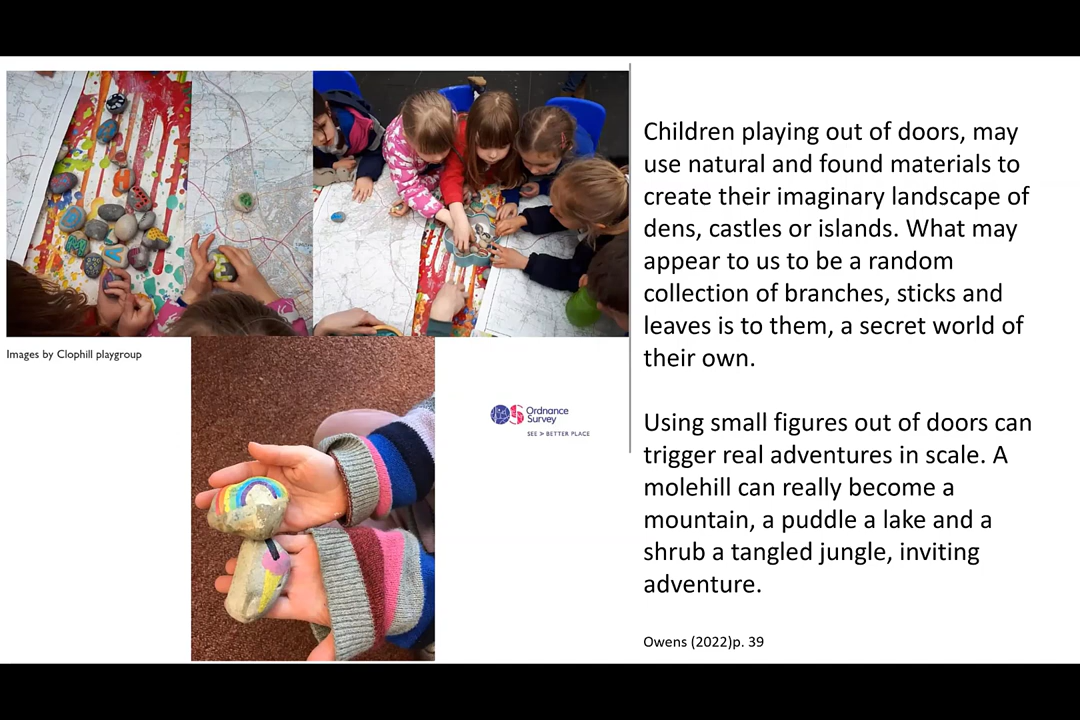 Images by Clophill playgroup
Ordnance
Survey
SEE > BETTER PLACE
Children playing out of doors, may
use natural and found materials to
create their imaginary landscape of
dens, castles or islands. What may
appear to us to be a random
collection of branches, sticks and
leaves is to them, a secret world of
their own.
Using small figures out of doors can
trigger real adventures in scale. A
molehill can really become a
mountain, a puddle a lake and a
shrub a tangled jungle, inviting
adventure.
Owens (2022)p. 39